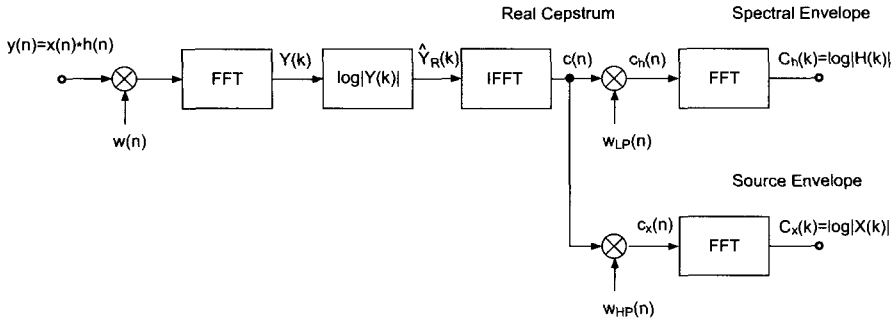 Real Cepstrum
Spectral Envelope
y(n)=x(n)*h(n)
FFT
Y(k)
log|Y(k)|
Ŷ_R(k)
IFFT
c(n)
c_h(n)
FFT
C_h(k)=log|H(k)|
w(n)
w_LP(n)
Source Envelope
c_x(n)
FFT
C_x(k)=log|X(k)|
w_HP(n)